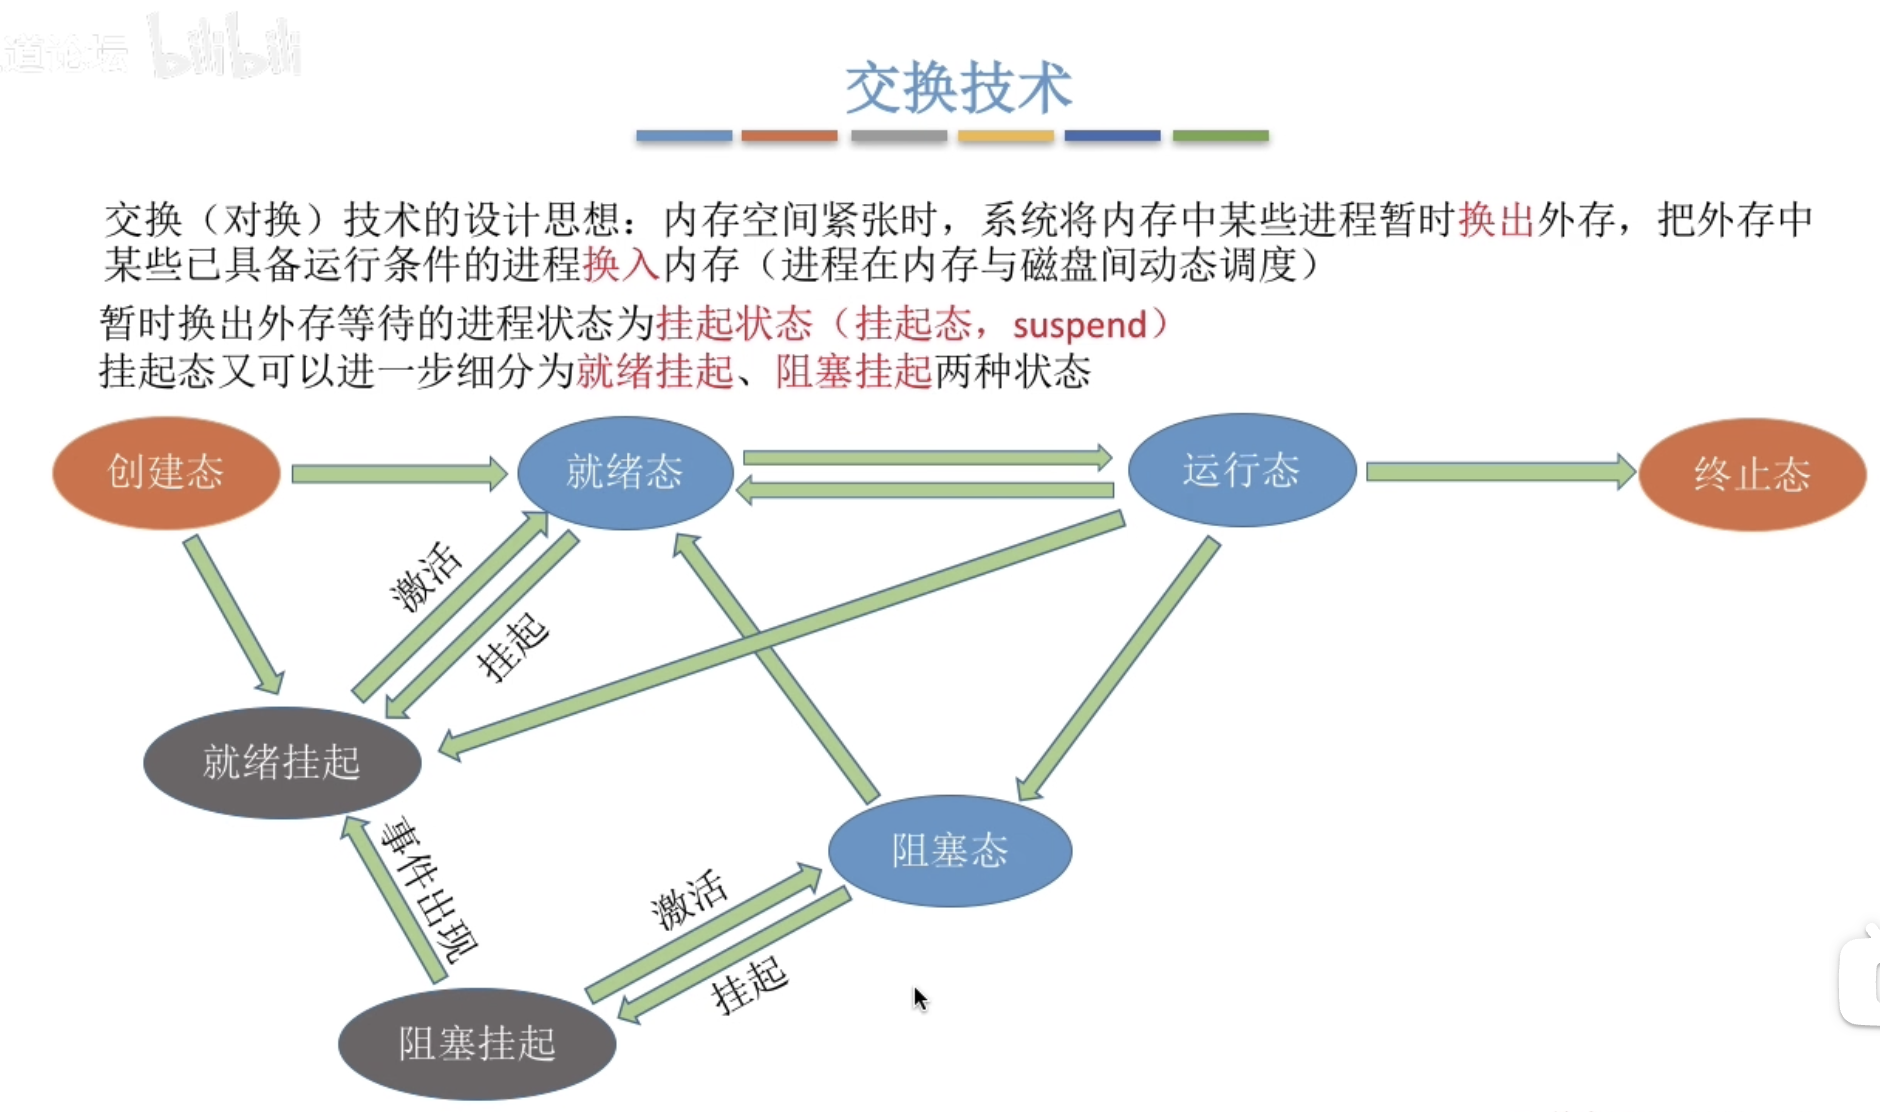 道论坛 bilibili
交换技术
交换（对换）技术的设计思想：内存空间紧张时，系统将内存中某些进程暂时换出外存，把外存中
某些已具备运行条件的进程换入内存（进程在内存与磁盘间动态调度）
暂时换出外存等待的进程状态为挂起状态（挂起态，suspend）
挂起态又可以进一步细分为就绪挂起、阻塞挂起两种状态
创建态
就绪态
运行态
终止态
激活
挂起
就绪挂起
事件出现
阻塞态
激活
挂起
阻塞挂起